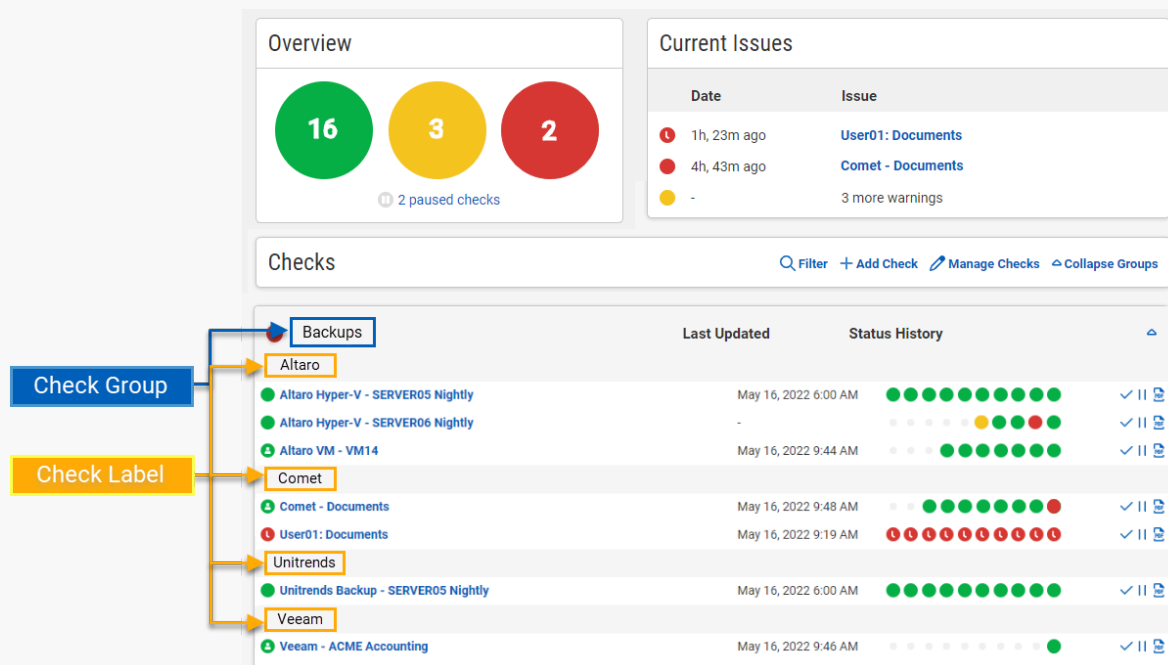 Overview
16
3
2
2 paused checks
Current Issues
Date Issue
1h, 23m ago User01: Documents
4h, 43m ago Comet - Documents
- 3 more warnings
Checks
Filter Add Check Manage Checks Collapse Groups
Backups Last Updated Status History
Altaro
Check Group
Altaro Hyper-V - SERVER05 Nightly May 16, 2022 6:00 AM
Altaro Hyper-V - SERVER06 Nightly -
Altaro VM - VM14 May 16, 2022 9:44 AM
Check Label
Comet
Comet - Documents May 16, 2022 9:48 AM
User01: Documents May 16, 2022 9:19 AM
Unitrends
Unitrends Backup - SERVER05 Nightly May 16, 2022 6:00 AM
Veeam
Veeam - ACME Accounting May 16, 2022 9:46 AM